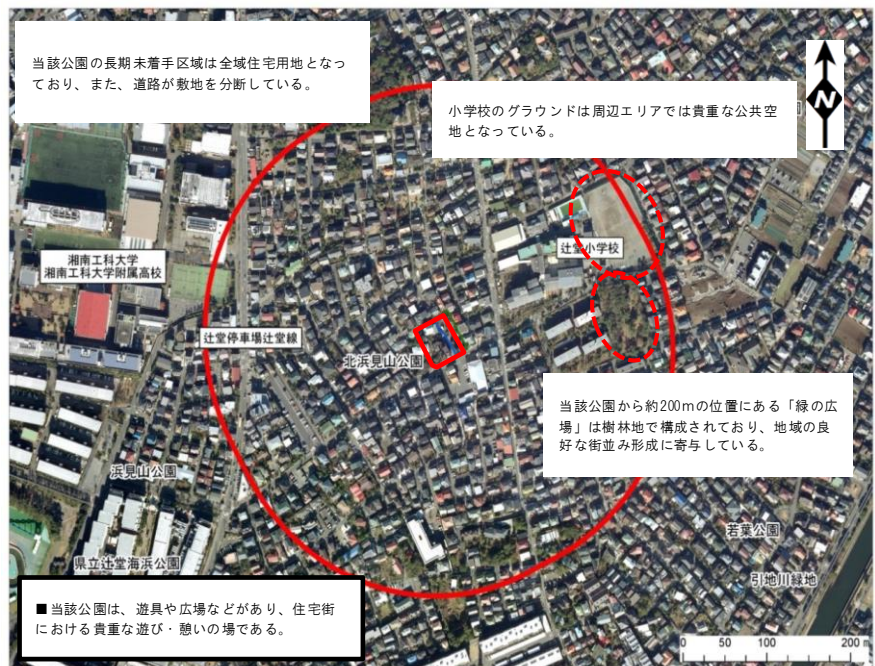 当該公園の長期未着手区域は全域住宅用地となっ
ており、また、道路が敷地を分断している。
小学校のグラウンドは周辺エリアでは貴重な公共空
地となっている。
園
N
湘南工科大学
湘南工科大学附属高校
辻堂小学校
辻堂停車場辻堂線
北浜見山公園
当該公園から約200mの位置にある「緑の広
場」は樹林地で構成されており、地域の良
好な街並み形成に寄与している。
浜見山公園
若葉公園
県立辻堂海浜公園
引地川緑地
■当該公園は、遊具や広場などがあり、住宅街
における貴重な遊び・憩いの場である。
0 50 100 200 m